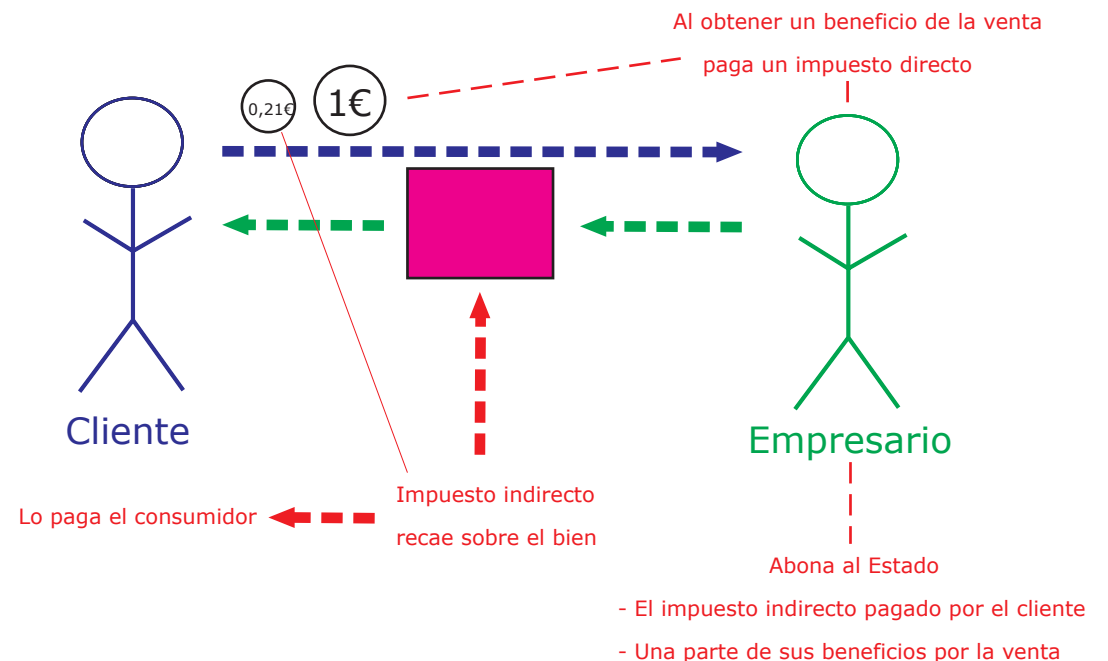 Al obtener un beneficio de la venta
paga un impuesto directo
0,21€
1€
Cliente
Empresario
Impuesto indirecto
recae sobre el bien
Lo paga el consumidor
Abona al Estado
- El impuesto indirecto pagado por el cliente
- Una parte de sus beneficios por la venta